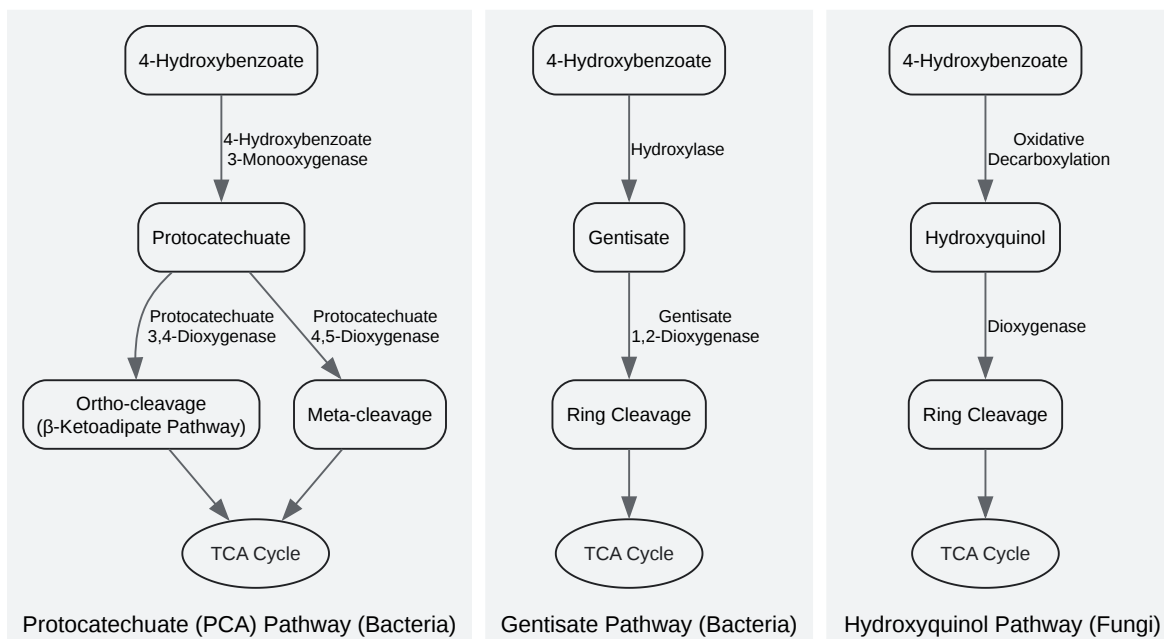 4-Hydroxybenzoate
4-Hydroxybenzoate
3-Monooxygenase
Protocatechuate
Protocatechuate
3,4-Dioxygenase
Protocatechuate
4,5-Dioxygenase
Ortho-cleavage
(β-Ketoadipate Pathway)
Meta-cleavage
TCA Cycle
Protocatechuate (PCA) Pathway (Bacteria)
4-Hydroxybenzoate
Hydroxylase
Gentisate
Gentisate
1,2-Dioxygenase
Ring Cleavage
TCA Cycle
Gentisate Pathway (Bacteria)
4-Hydroxybenzoate
Oxidative
Decarboxylation
Hydroxyquinol
Dioxygenase
Ring Cleavage
TCA Cycle
Hydroxyquinol Pathway (Fungi)